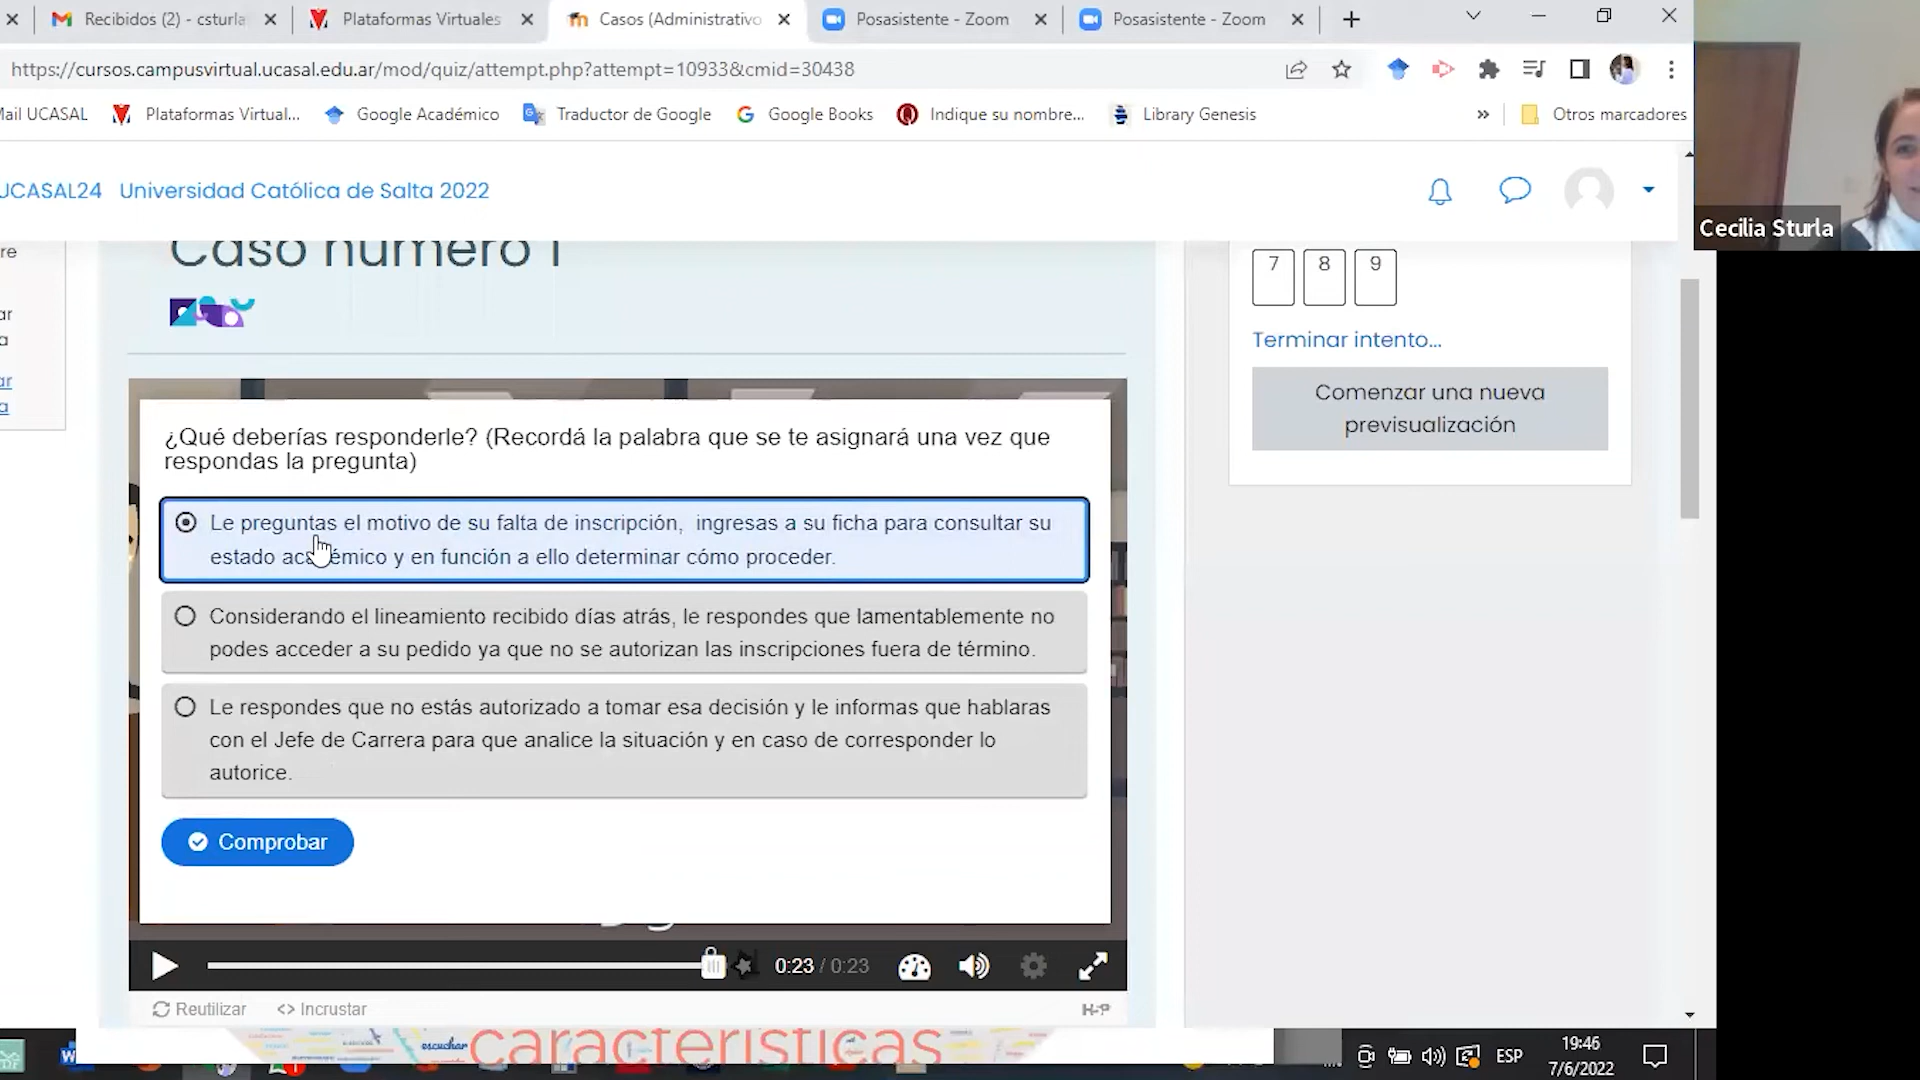 Recibidos (2) - csturla
Plataformas Virtuales
Casos (Administrativo
Posasistente - Zoom
Posasistente - Zoom
https://cursos.campusvirtual.ucasal.edu.ar/mod/quiz/attempt.php?attempt=10933&cmid=30438
Mail UCASAL
Plataformas Virtual...
Google Académico
Traductor de Google
Google Books
Indique su nombre...
Library Genesis
»
Otros marcadores
UCASAL24
Universidad Católica de Salta 2022
Cecilia Sturla
Caso número 1
7 8 9
Terminar intento...
Comenzar una nueva
previsualización
¿Qué deberías responderle? (Recordá la palabra que se te asignará una vez que
respondas la pregunta)
Le preguntas el motivo de su falta de inscripción, ingresas a su ficha para consultar su
estado académico y en función a ello determinar cómo proceder.
Considerando el lineamiento recibido días atrás, le respondes que lamentablemente no
podes acceder a su pedido ya que no se autorizan las inscripciones fuera de término.
Le respondes que no estás autorizado a tomar esa decisión y le informas que hablaras
con el Jefe de Carrera para que analice la situación y en caso de corresponder lo
autorice.
Comprobar
0:23 / 0:23
Reutilizar
<> Incrustar
H-P
escuchar
características
ESP
19:46
7/6/2022